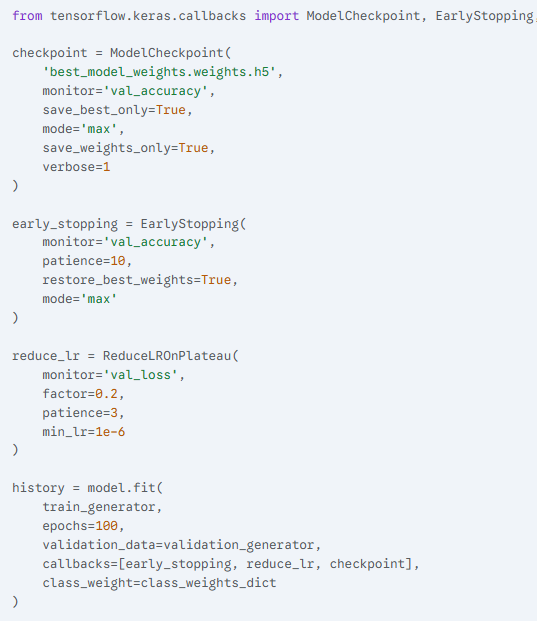 from tensorflow.keras.callbacks import ModelCheckpoint, EarlyStopping,
checkpoint = ModelCheckpoint(
    'best_model_weights.weights.h5',
    monitor='val_accuracy',
    save_best_only=True,
    mode='max',
    save_weights_only=True,
    verbose=1
)
early_stopping = EarlyStopping(
    monitor='val_accuracy',
    patience=10,
    restore_best_weights=True,
    mode='max'
)
reduce_lr = ReduceLROnPlateau(
    monitor='val_loss',
    factor=0.2,
    patience=3,
    min_lr=1e-6
)
history = model.fit(
    train_generator,
    epochs=100,
    validation_data=validation_generator,
    callbacks=[early_stopping, reduce_lr, checkpoint],
    class_weight=class_weights_dict
)